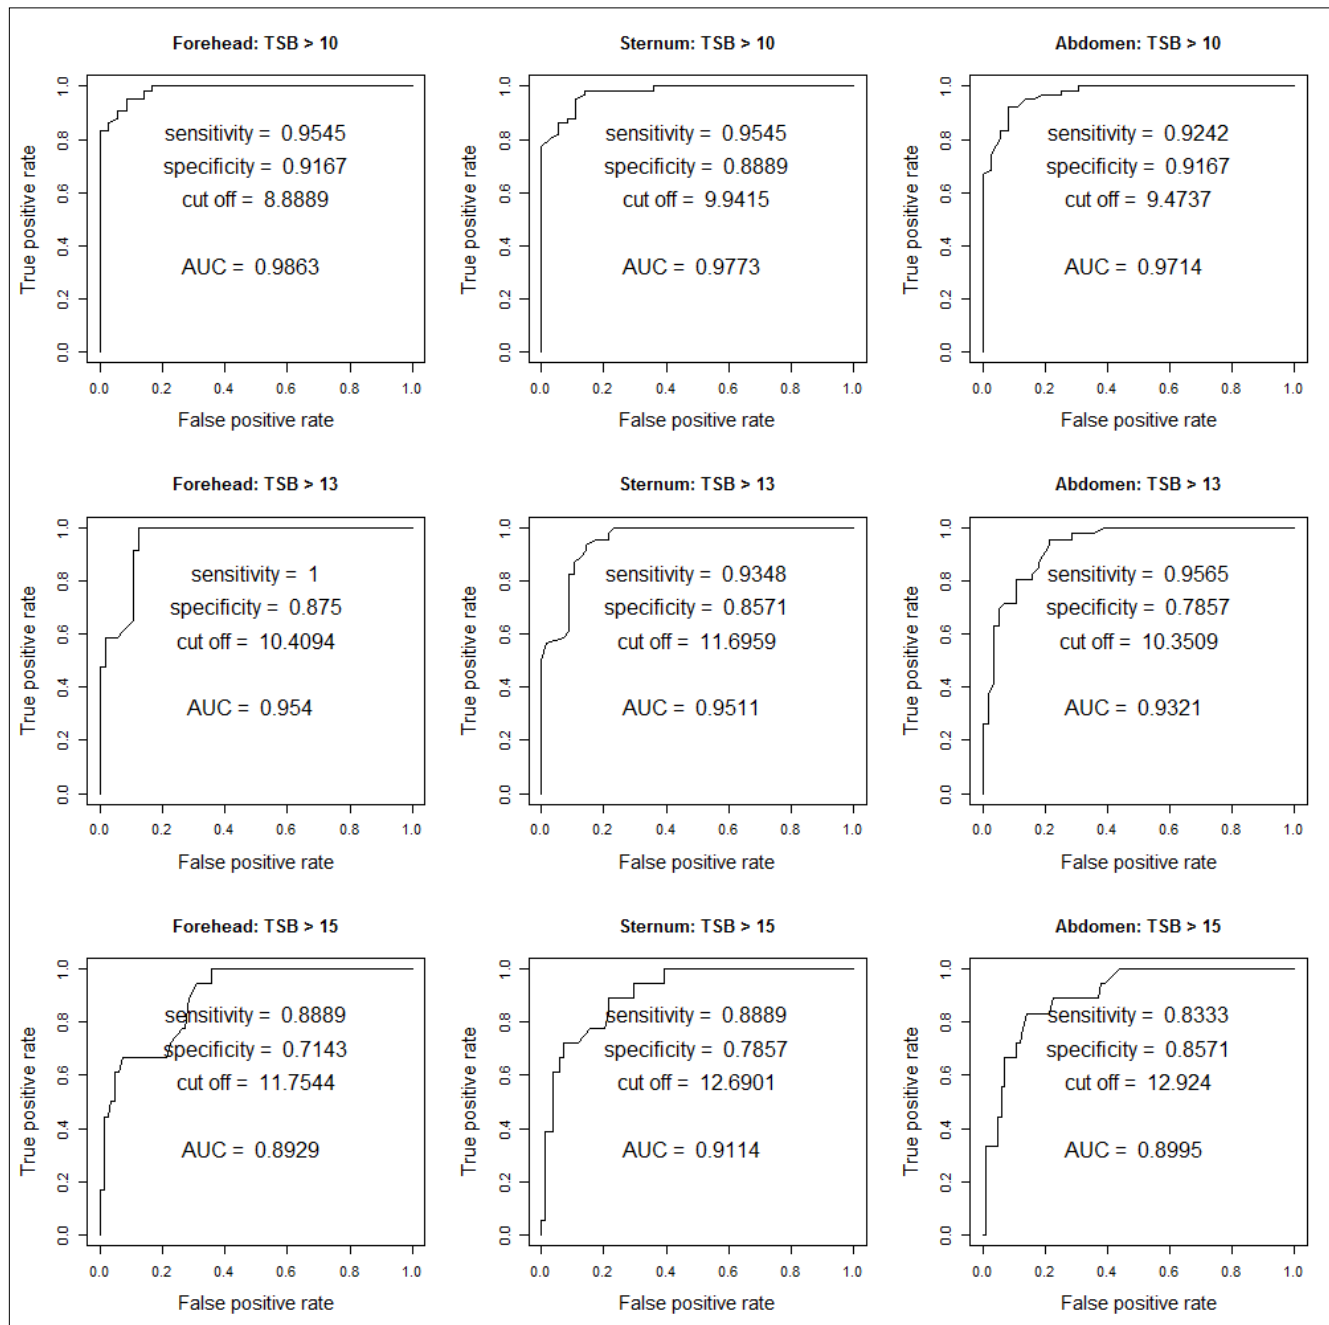 Forehead: TSB > 10
1.0
0.8
0.6
0.4
0.2
0.0
True positive rate
sensitivity = 0.9545
specificity = 0.9167
cut off = 8.8889
AUC = 0.9863
0.0 0.2 0.4 0.6 0.8 1.0
False positive rate
Sternum: TSB > 10
1.0
0.8
0.6
0.4
0.2
0.0
True positive rate
sensitivity = 0.9545
specificity = 0.8889
cut off = 9.9415
AUC = 0.9773
0.0 0.2 0.4 0.6 0.8 1.0
False positive rate
Abdomen: TSB > 10
1.0
0.8
0.6
0.4
0.2
0.0
True positive rate
sensitivity = 0.9242
specificity = 0.9167
cut off = 9.4737
AUC = 0.9714
0.0 0.2 0.4 0.6 0.8 1.0
False positive rate
Forehead: TSB > 13
1.0
0.8
0.6
0.4
0.2
0.0
True positive rate
sensitivity = 1
specificity = 0.875
cut off = 10.4094
AUC = 0.954
0.0 0.2 0.4 0.6 0.8 1.0
False positive rate
Sternum: TSB > 13
1.0
0.8
0.6
0.4
0.2
0.0
True positive rate
sensitivity = 0.9348
specificity = 0.8571
cut off = 11.6959
AUC = 0.9511
0.0 0.2 0.4 0.6 0.8 1.0
False positive rate
Abdomen: TSB > 13
1.0
0.8
0.6
0.4
0.2
0.0
True positive rate
sensitivity = 0.9565
specificity = 0.7857
cut off = 10.3509
AUC = 0.9321
0.0 0.2 0.4 0.6 0.8 1.0
False positive rate
Forehead: TSB > 15
1.0
0.8
0.6
0.4
0.2
0.0
True positive rate
sensitivity = 0.8889
specificity = 0.7143
cut off = 11.7544
AUC = 0.8929
0.0 0.2 0.4 0.6 0.8 1.0
False positive rate
Sternum: TSB > 15
1.0
0.8
0.6
0.4
0.2
0.0
True positive rate
sensitivity = 0.8889
specificity = 0.7857
cut off = 12.6901
AUC = 0.9114
0.0 0.2 0.4 0.6 0.8 1.0
False positive rate
Abdomen: TSB > 15
1.0
0.8
0.6
0.4
0.2
0.0
True positive rate
sensitivity = 0.8333
specificity = 0.8571
cut off = 12.924
AUC = 0.8995
0.0 0.2 0.4 0.6 0.8 1.0
False positive rate